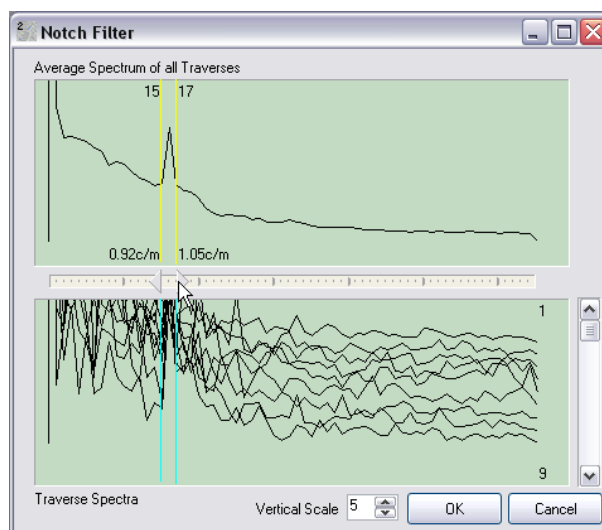 2 Notch Filter
Average Spectrum of all Traverses
15 17
0.92c/m 1.05c/m
1
9
Traverse Spectra
Vertical Scale 5 OK Cancel